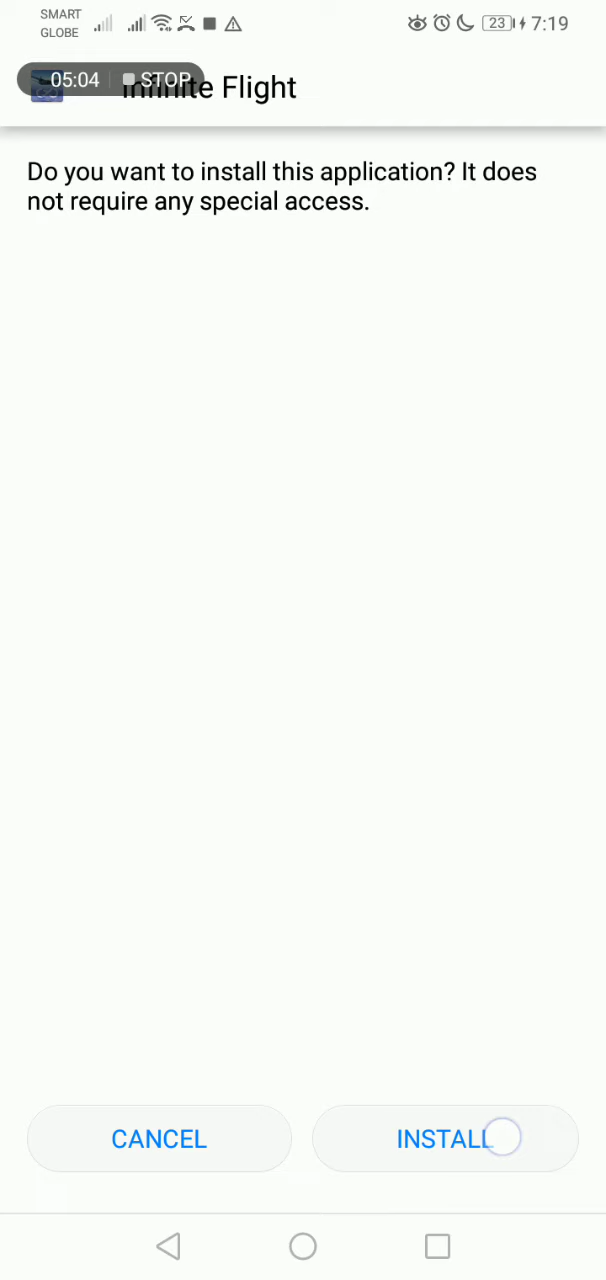 SMART
GLOBE
23
7:19
05:04
STOP
Infinite Flight
Do you want to install this application? It does
not require any special access.
CANCEL
INSTALL